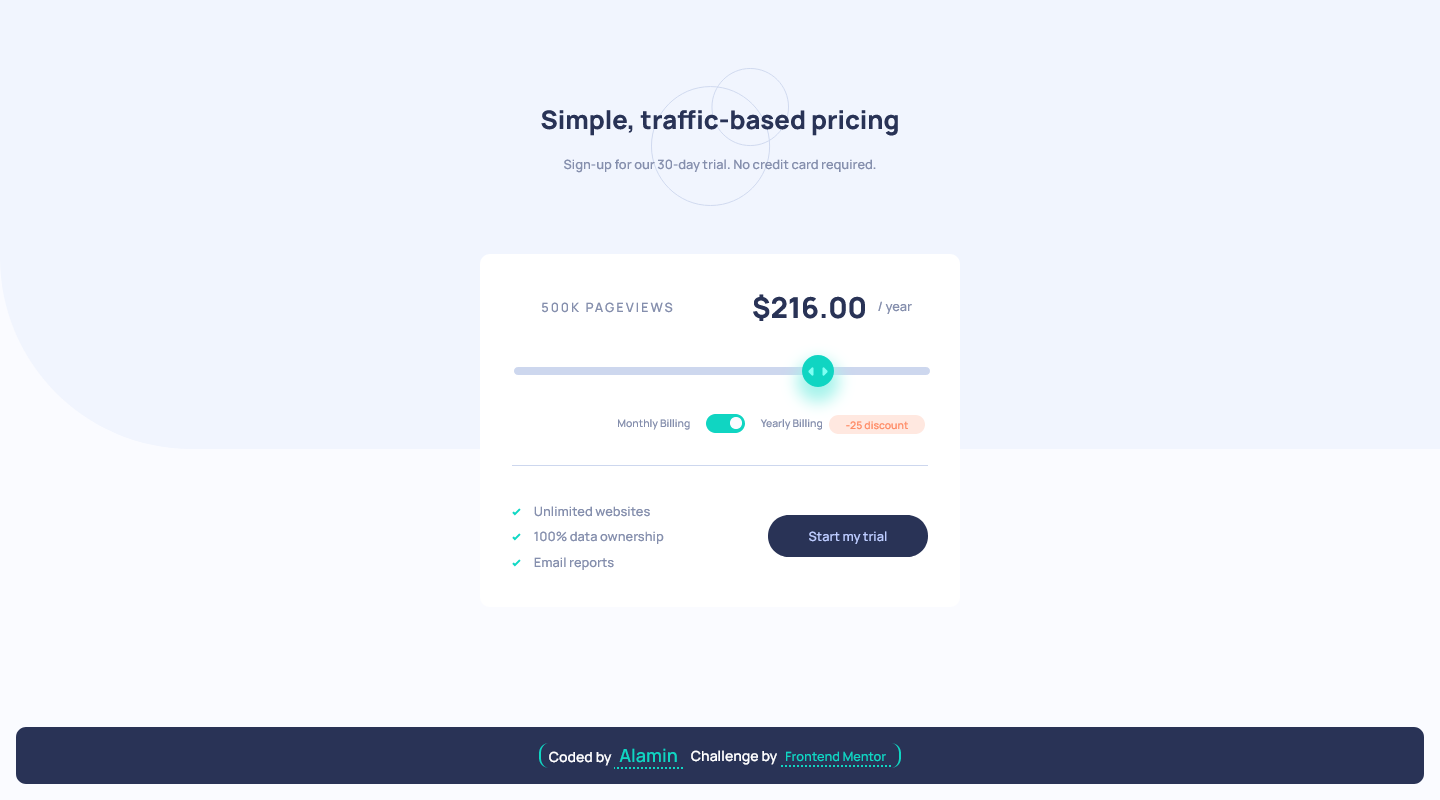 Simple, traffic-based pricing
Sign-up for our 30-day trial. No credit card required.
500K PAGEVIEWS $216.00 / year
Monthly Billing Yearly Billing -25 discount
Unlimited websites
100% data ownership
Email reports
Start my trial
Coded by Alamin Challenge by Frontend Mentor